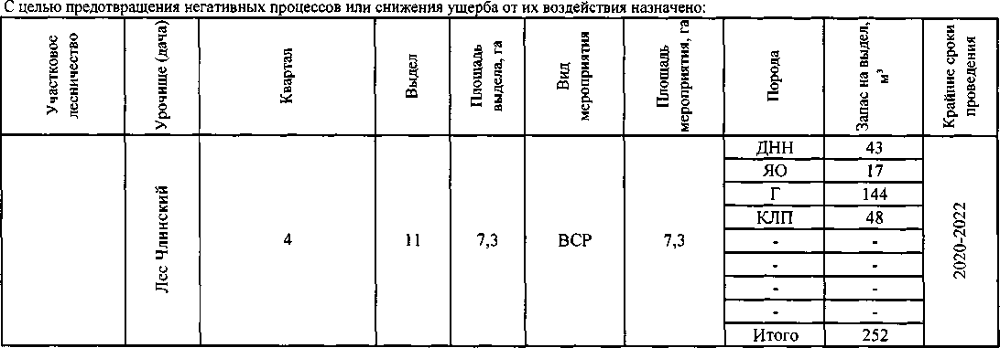 С целью предотвращения негативных процессов или снижения ущерба от их воздействия назначено:
Участковое лесничество
Урочище (дача)
Квартал
Выдел
Площадь выдела, га
Вид мероприятия
Площадь мероприятия, га
Порода
Запас на выдел, м³
Крайние сроки проведения
Лес Члинский
4
11
7,3
ВСР
7,3
ДНН 43
ЯО 17
Г 144
КЛП 48
- -
- -
- -
- -
Итого 252
2020-2022